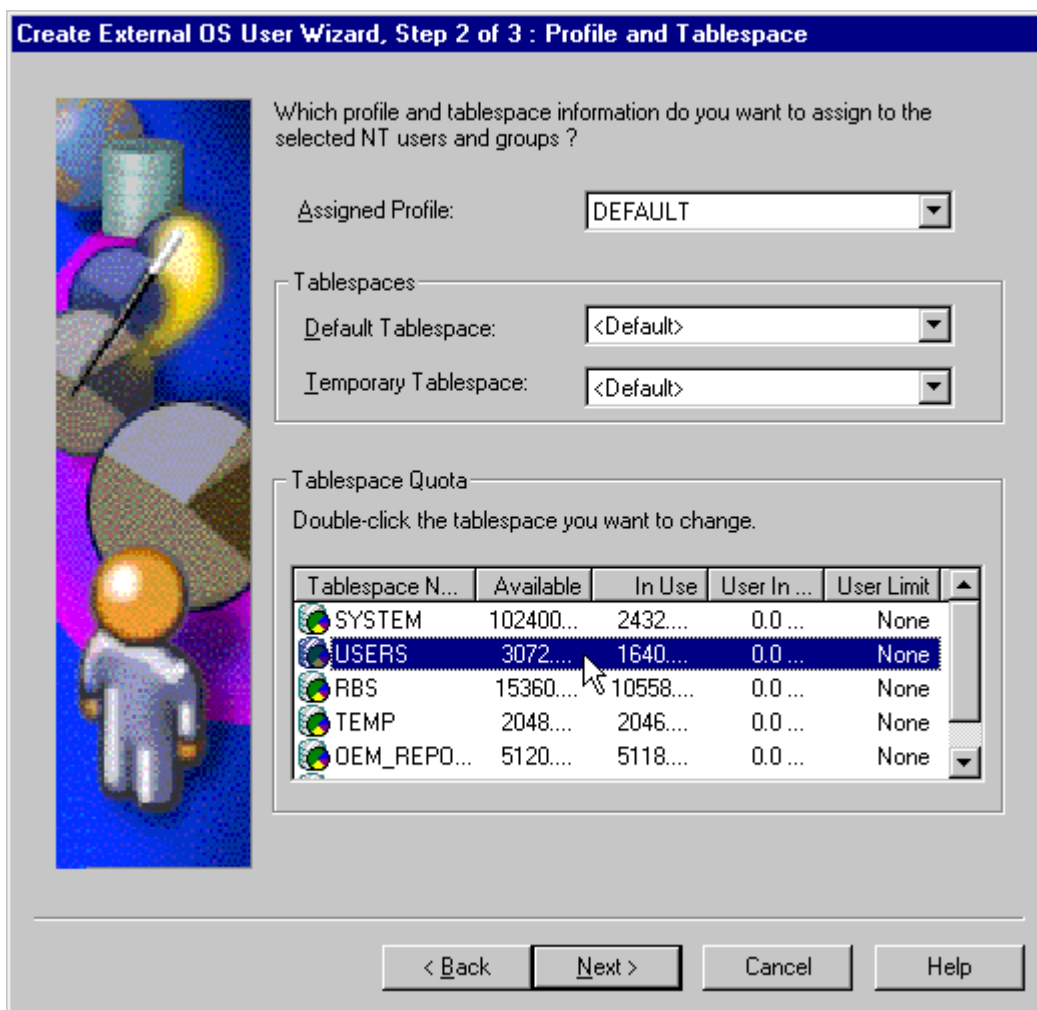 Create External OS User Wizard, Step 2 of 3 : Profile and Tablespace
Which profile and tablespace information do you want to assign to the
selected NT users and groups ?
Assigned Profile: DEFAULT
Tablespaces
Default Tablespace: <Default>
Temporary Tablespace: <Default>
Tablespace Quota
Double-click the tablespace you want to change.
Tablespace N... Available In Use User In ... User Limit
SYSTEM 102400... 2432.... 0.0 ... None
USERS 3072.... 1640.... 0.0 ... None
RBS 15360.... 10558.... 0.0 ... None
TEMP 2048.... 2046.... 0.0 ... None
OEM_REPO... 5120.... 5118.... 0.0 ... None
< Back Next > Cancel Help